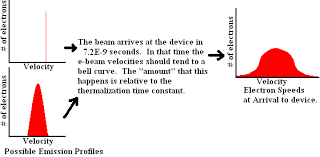 # of electrons
Velocity
# of electrons
Velocity
Possible Emission Profiles
The beam arrives at the device in
7.2E-9 seconds. In that time the
e-beam velocities should tend to a
bell curve. The "amount" that this
happens is relative to the
thermalization time constant.
# of electrons
Velocity
Electron Speeds
at Arrival to device.